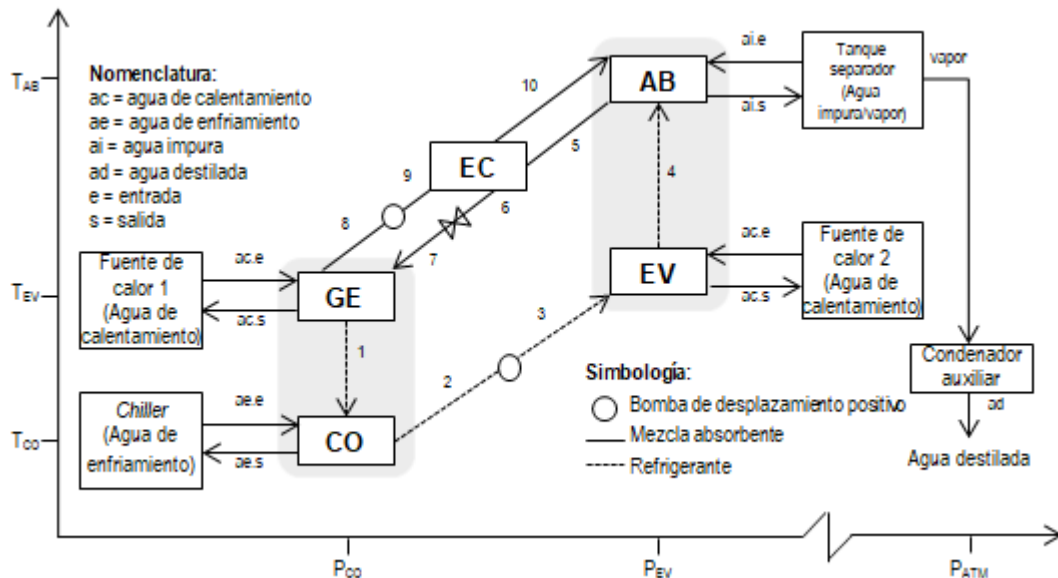 T_AB
T_EV
T_CO
Nomenclatura:
ac = agua de calentamiento
ae = agua de enfriamiento
ai = agua impura
ad = agua destilada
e = entrada
s = salida
10
AB
ai.e
ai.s
Tanque
separador
(Agua
impura/vapor)
vapor
EC
9
5
4
8
6
7
Fuente de
calor 1
(Agua de
calentamiento)
ac.e
ac.s
GE
EV
ac.e
ac.s
Fuente de
calor 2
(Agua de
calentamiento)
3
1
2
Condensador
auxiliar
ad
Agua destilada
Chiller
(Agua de
enfriamiento)
ae.e
ae.s
CO
Simbología:
Bomba de desplazamiento positivo
Mezcla absorbente
Refrigerante
P_CO
P_EV
P_ATM